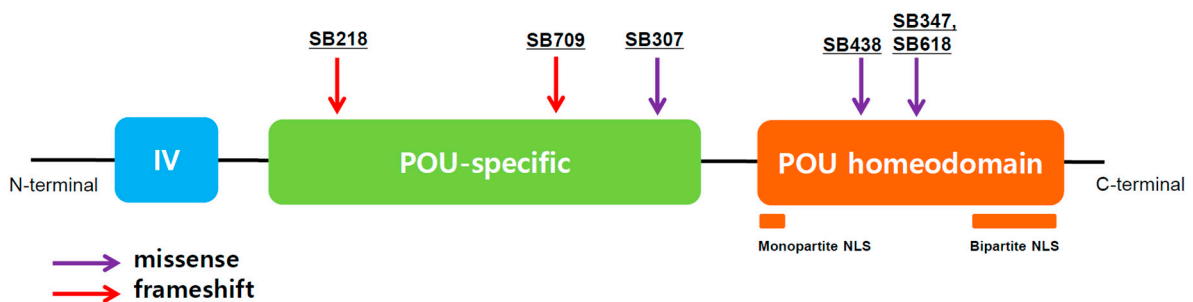 SB218
SB709
SB307
SB438
SB347,
SB618
IV
POU-specific
POU homeodomain
N-terminal
C-terminal
Monopartite NLS
Bipartite NLS
missense
frameshift